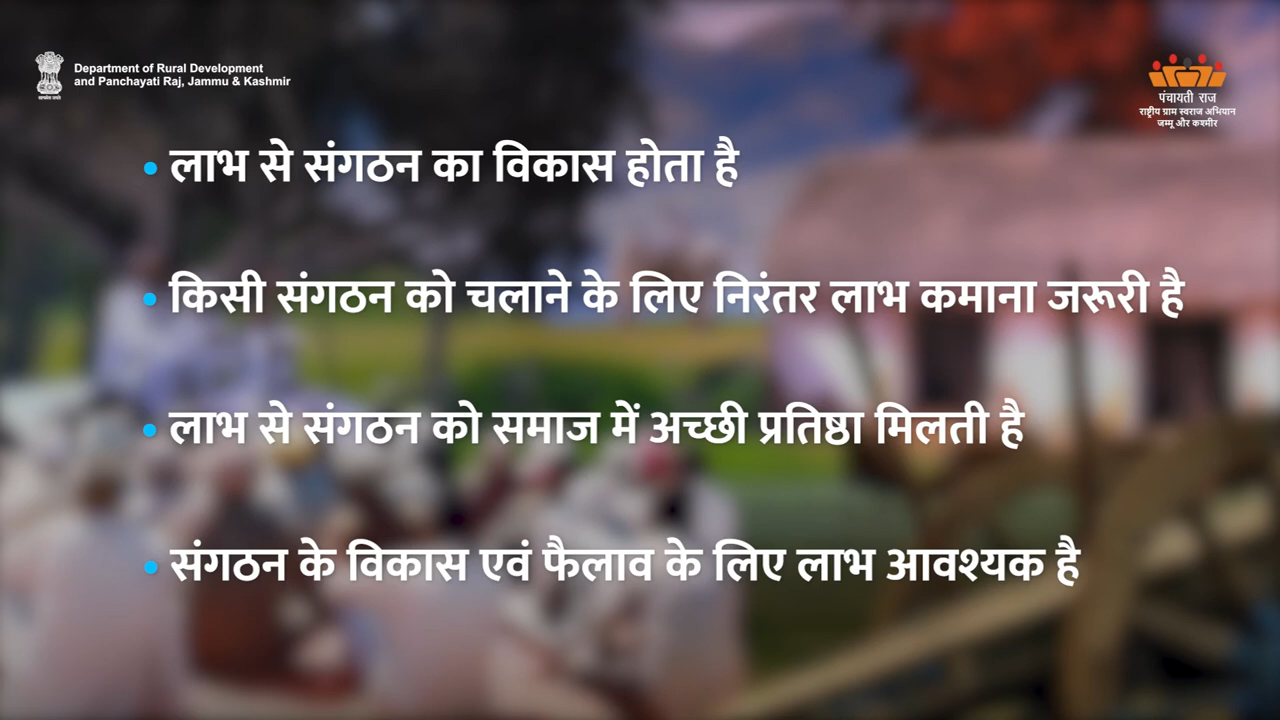 Department of Rural Development
and Panchayati Raj, Jammu & Kashmir
पंचायती राज
राष्ट्रीय ग्राम स्वराज अभियान
जम्मू और कश्मीर
• लाभ से संगठन का विकास होता है
• किसी संगठन को चलाने के लिए निरंतर लाभ कमाना जरूरी है
• लाभ से संगठन को समाज में अच्छी प्रतिष्ठा मिलती है
• संगठन के विकास एवं फैलाव के लिए लाभ आवश्यक है